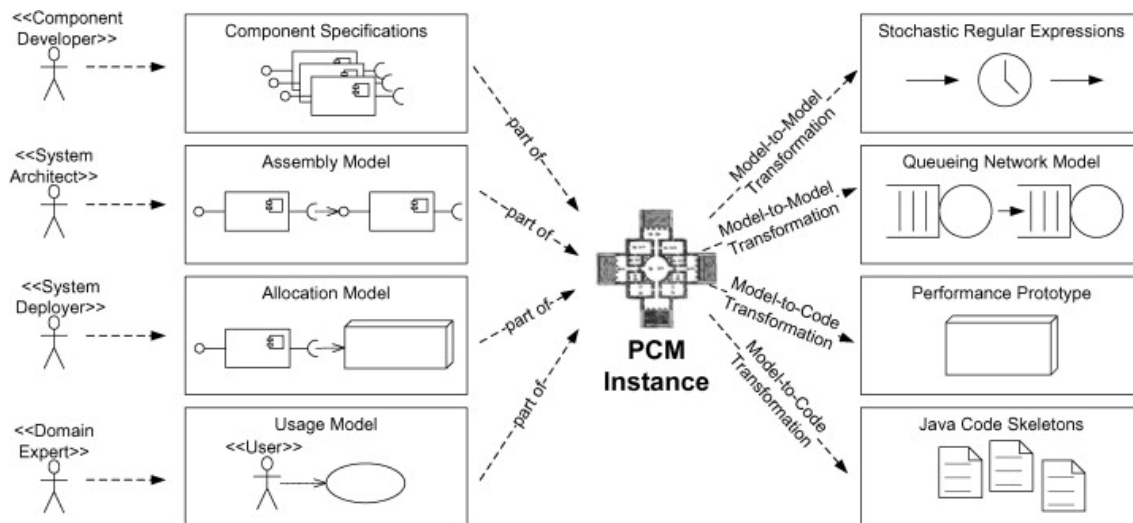 <<Component
Developer>>
Component Specifications
part of
Model-to-Model
Transformation
Stochastic Regular Expressions
<<System
Architect>>
Assembly Model
part of
Model-to-Model
Transformation
Queueing Network Model
PCM
Instance
<<System
Deployer>>
Allocation Model
part of
Model-to-Code
Transformation
Performance Prototype
<<Domain
Expert>>
Usage Model
<<User>>
part of
Model-to-Code
Transformation
Java Code Skeletons